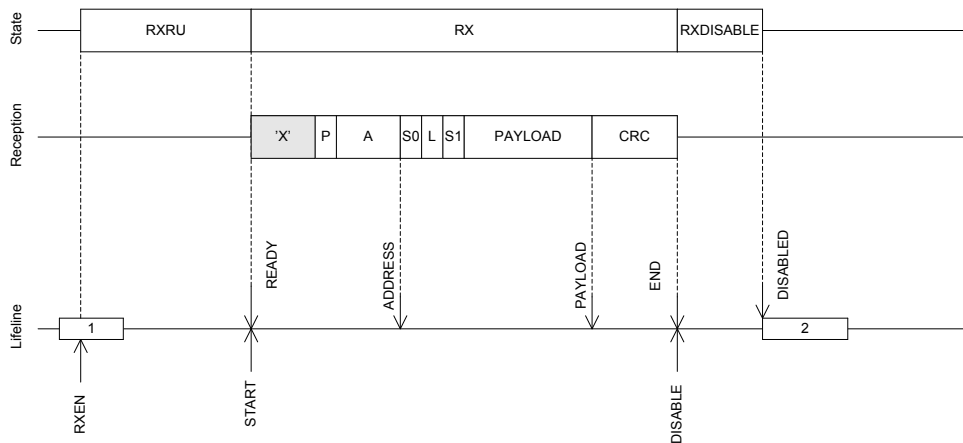 State
RXRU
RX
RXDISABLE
Reception
'X'
P
A
S0
L
S1
PAYLOAD
CRC
READY
ADDRESS
PAYLOAD
END
DISABLED
Lifeline
1
2
RXEN
START
DISABLE